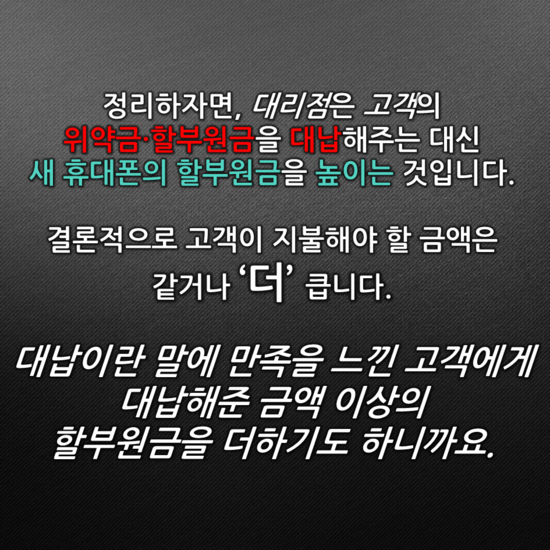 정리하자면, 대리점은 고객의
위약금·할부원금을 대납해주는 대신
새 휴대폰의 할부원금을 높이는 것입니다.
결론적으로 고객이 지불해야 할 금액은
같거나 ‘더’ 큽니다.
대납이란 말에 만족을 느낀 고객에게
대납해준 금액 이상의
할부원금을 더하기도 하니까요.